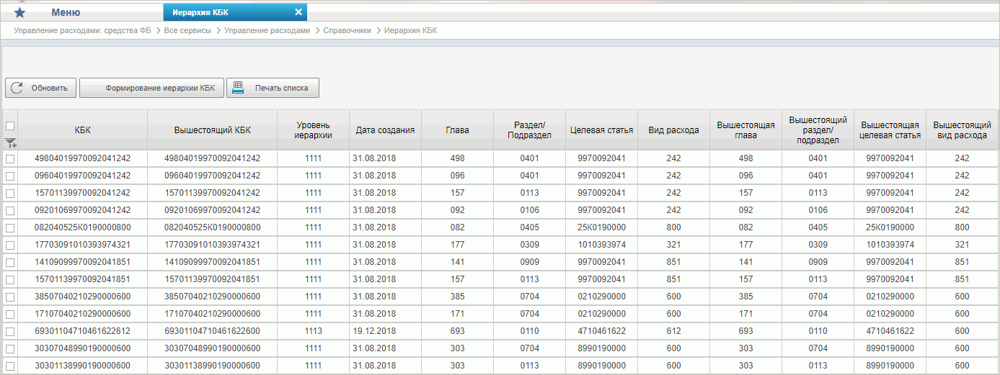 Меню Иерархия КБК
Управление расходами: средства ФБ > Все сервисы > Управление расходами > Справочники > Иерархия КБК
Обновить Формирование иерархии КБК Печать списка
КБК Вышестоящий КБК Уровень иерархии Дата создания Глава Раздел/ Подраздел Целевая статья Вид расхода Вышестоящая глава Вышестоящий раздел/ подраздел Вышестоящая целевая статья Вышестоящий вид расхода
49804019970092041242 49804019970092041242 1111 31.08.2018 498 0401 9970092041 242 498 0401 9970092041 242
09604019970092041242 09604019970092041242 1111 31.08.2018 096 0401 9970092041 242 096 0401 9970092041 242
15701139970092041242 15701139970092041242 1111 31.08.2018 157 0113 9970092041 242 157 0113 9970092041 242
09201069970092041242 09201069970092041242 1111 31.08.2018 092 0106 9970092041 242 092 0106 9970092041 242
082040525К0190000800 082040525К0190000800 1111 31.08.2018 082 0405 25К0190000 800 082 0405 25К0190000 800
17703091010393974321 17703091010393974321 1111 31.08.2018 177 0309 1010393974 321 177 0309 1010393974 321
14109099970092041851 14109099970092041851 1111 31.08.2018 141 0909 9970092041 851 141 0909 9970092041 851
15701139970092041851 15701139970092041851 1111 31.08.2018 157 0113 9970092041 851 157 0113 9970092041 851
38507040210290000600 38507040210290000600 1111 31.08.2018 385 0704 0210290000 600 385 0704 0210290000 600
17107040210290000600 17107040210290000600 1111 31.08.2018 171 0704 0210290000 600 171 0704 0210290000 600
69301104710461622612 69301104710461622600 1113 19.12.2018 693 0110 4710461622 612 693 0110 4710461622 600
30307048990190000600 30307048990190000600 1111 31.08.2018 303 0704 8990190000 600 303 0704 8990190000 600
30301138990190000600 30301138990190000600 1111 31.08.2018 303 0113 8990190000 600 303 0113 8990190000 600